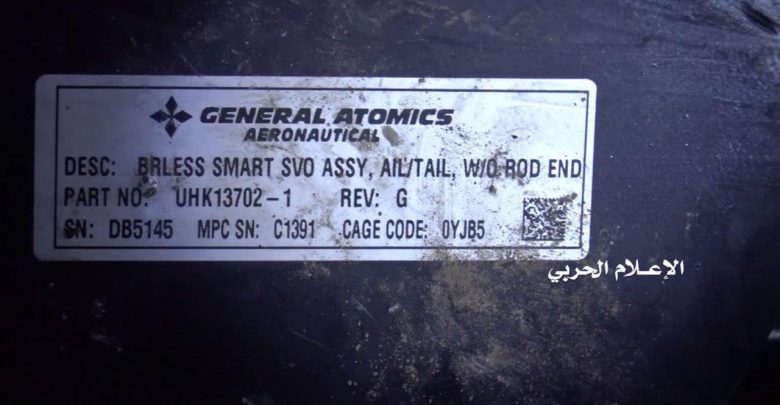 GENERAL ATOMICS
AERONAUTICAL
DESC: BRLESS SMART SVO ASSY, AIL/TAIL, W/O ROD END
PART NO: UHK13702-1 REV: G
SN: DB5145 MPC SN: C1391 CAGE CODE: 0YJB5
الإعـلام الحربي